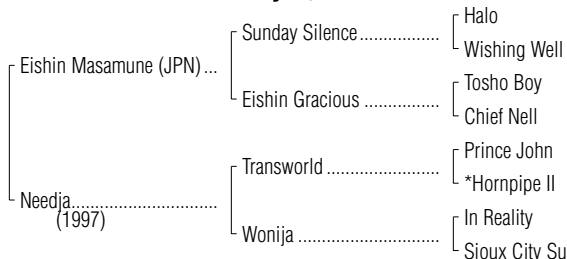 Halo
Sunday Silence
Wishing Well
Eishin Masamune (JPN)
Tosho Boy
Eishin Gracious
Chief Nell
Prince John
Transworld
*Hornpipe II
Needja
(1997)
In Reality
Wonija
Sioux City